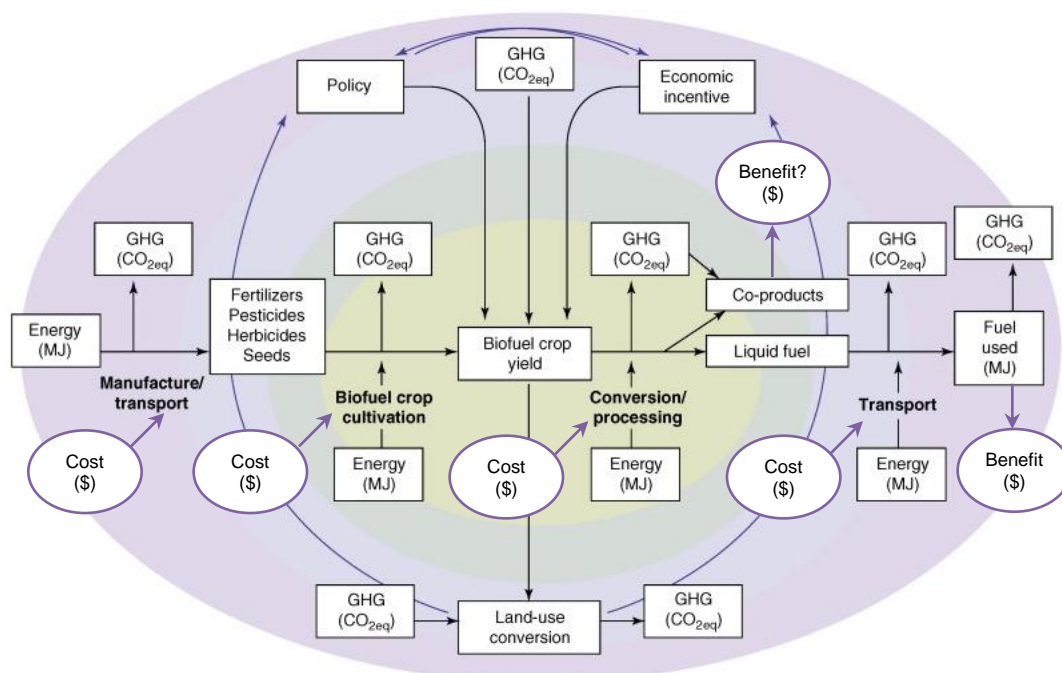 GHG
(CO2eq)
Policy
Economic
incentive
Benefit?
($)
GHG
(CO2eq)
GHG
(CO2eq)
GHG
(CO2eq)
GHG
(CO2eq)
GHG
(CO2eq)
Energy
(MJ)
Fertilizers
Pesticides
Herbicides
Seeds
Biofuel crop
yield
Co-products
Liquid fuel
Fuel
used
(MJ)
Manufacture/
transport
Biofuel crop
cultivation
Conversion/
processing
Transport
Cost
($)
Cost
($)
Energy
(MJ)
Cost
($)
Energy
(MJ)
Cost
($)
Energy
(MJ)
Benefit
($)
GHG
(CO2eq)
Land-use
conversion
GHG
(CO2eq)